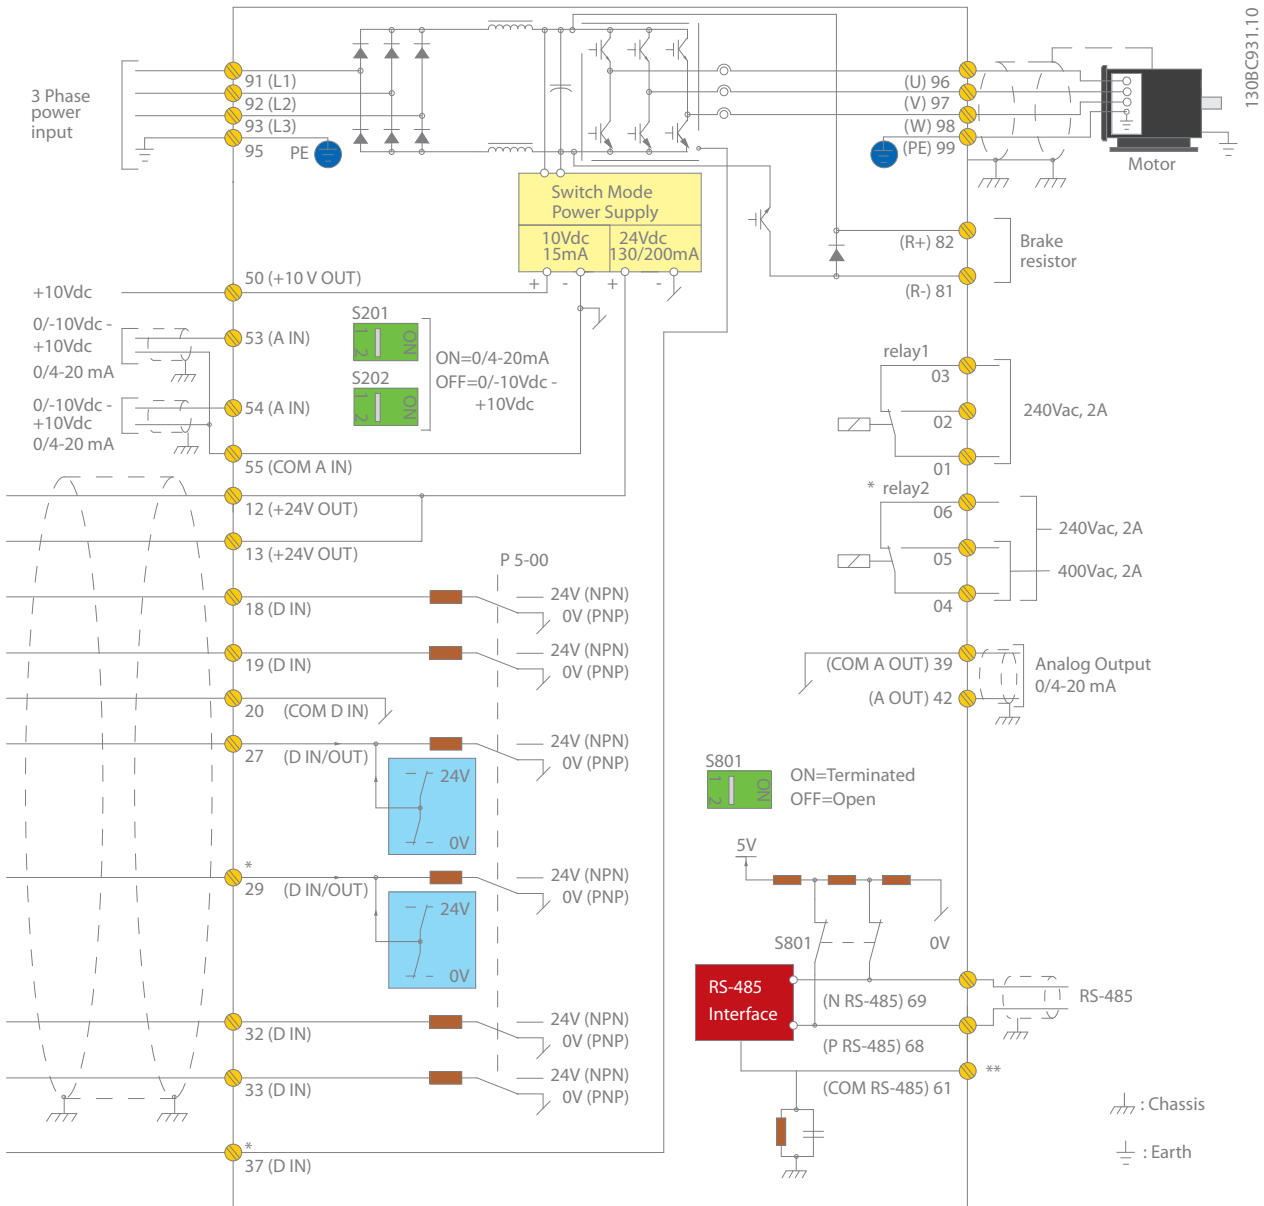 130BC931.10
3 Phase
power
input
91 (L1)
92 (L2)
93 (L3)
95
PE
(U) 96
(V) 97
(W) 98
(PE) 99
Motor
Switch Mode
Power Supply
10Vdc
15mA
24Vdc
130/200mA
+ - + -
(R+) 82
(R-) 81
Brake
resistor
+10Vdc
50 (+10 V OUT)
0/-10Vdc -
+10Vdc
0/4-20 mA
53 (A IN)
0/-10Vdc -
+10Vdc
0/4-20 mA
54 (A IN)
55 (COM A IN)
S201
1 2
ON
S202
1 2
ON
ON=0/4-20mA
OFF=0/-10Vdc -
+10Vdc
relay1
03
02
01
240Vac, 2A
* relay2
06
05
04
240Vac, 2A
400Vac, 2A
12 (+24V OUT)
13 (+24V OUT)
P 5-00
18 (D IN)
24V (NPN)
0V (PNP)
19 (D IN)
24V (NPN)
0V (PNP)
20 (COM D IN)
27 (D IN/OUT)
24V (NPN)
0V (PNP)
24V
0V
*
29 (D IN/OUT)
24V (NPN)
0V (PNP)
24V
0V
32 (D IN)
24V (NPN)
0V (PNP)
33 (D IN)
24V (NPN)
0V (PNP)
*
37 (D IN)
(COM A OUT) 39
(A OUT) 42
Analog Output
0/4-20 mA
S801
1 2
ON
ON=Terminated
OFF=Open
5V
S801
0V
RS-485
Interface
(N RS-485) 69
(P RS-485) 68
(COM RS-485) 61
RS-485
**
: Chassis
: Earth